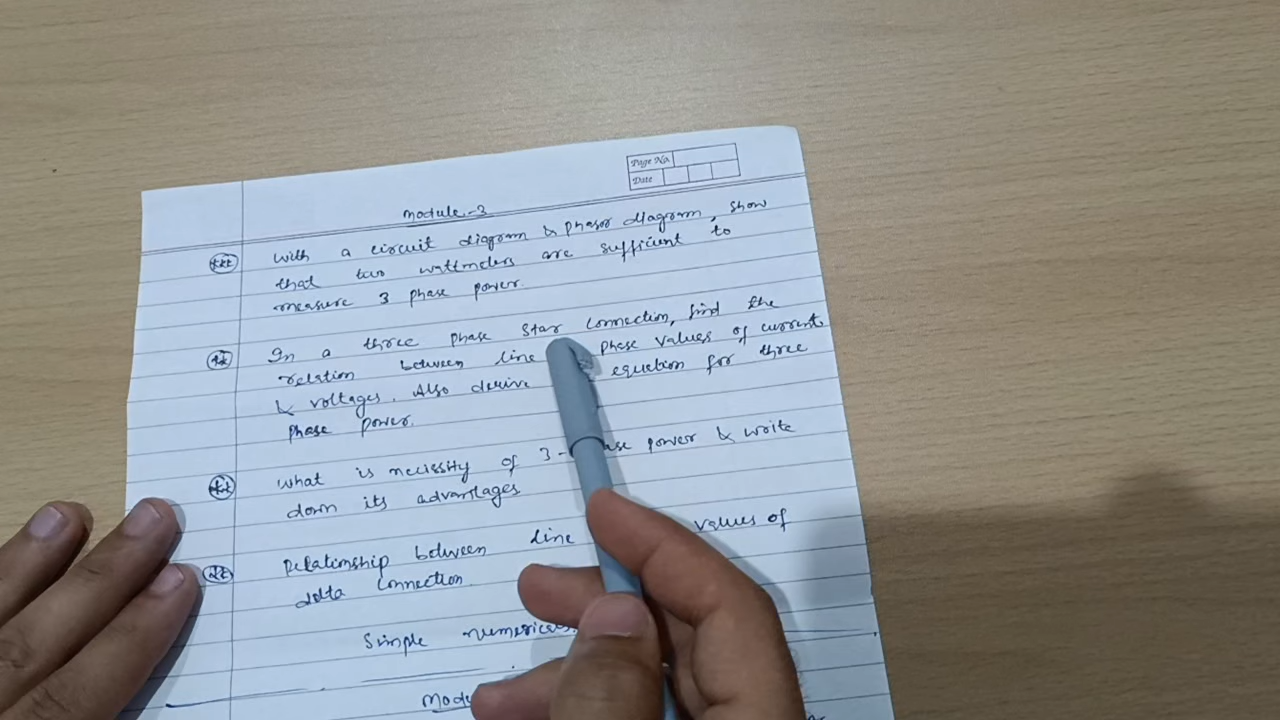 Page No.
Date
Module-3
With a circuit diagram & phasor diagram, show
that two wattmeters are sufficient to
measure 3 phase power.
In a three phase star connection, find the
relation between line phase values of current
& voltages. Also derive equation for three
phase power.
What is necissity of 3- power & write
down its advantages
Relationship between line values of
delta connection
Simple numericals